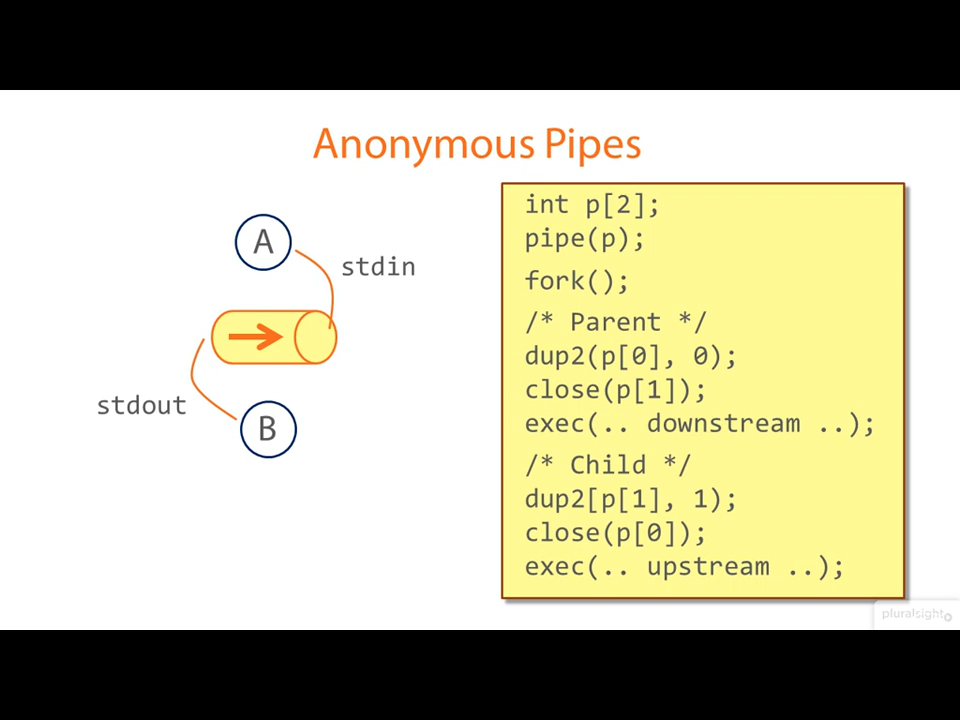 Anonymous Pipes
A
stdin
stdout
B
int p[2];
pipe(p);
fork();
/* Parent */
dup2(p[0], 0);
close(p[1]);
exec(.. downstream ..);
/* Child */
dup2[p[1], 1);
close(p[0]);
exec(.. upstream ..);
pluralsight